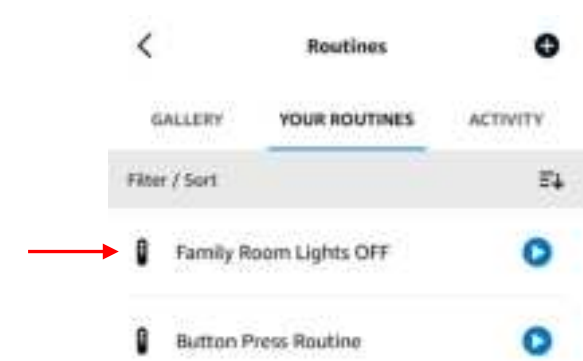 Routines
GALLERY YOUR ROUTINES ACTIVITY
Filter / Sort
Family Room Lights OFF
Button Press Routine